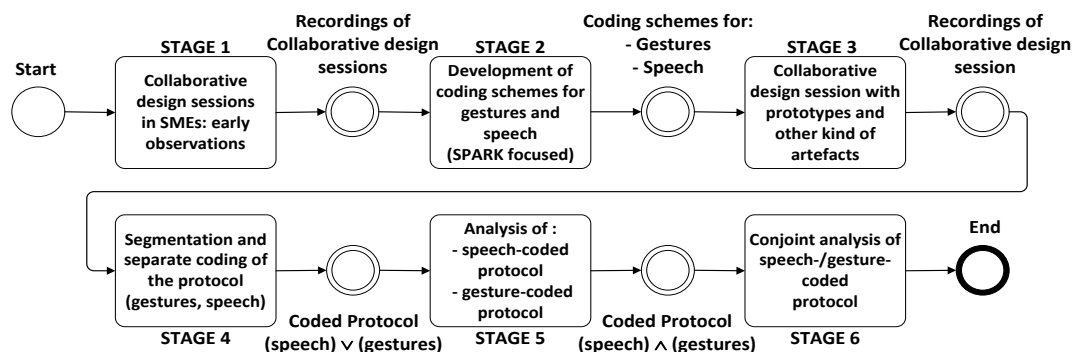 Start
STAGE 1
Collaborative
design sessions
in SMEs: early
observations
Recordings of
Collaborative design
sessions
STAGE 2
Development of
coding schemes for
gestures and
speech
(SPARK focused)
Coding schemes for:
- Gestures
- Speech
STAGE 3
Collaborative
design session with
prototypes and
other kind of
artefacts
Recordings of
Collaborative design
session
Segmentation and
separate coding of
the protocol
(gestures, speech)
STAGE 4
Coded Protocol
(speech) ∨ (gestures)
Analysis of :
- speech-coded
protocol
- gesture-coded
protocol
STAGE 5
Coded Protocol
(speech) ∧ (gestures)
Conjoint analysis of
speech-/gesture-
coded
protocol
STAGE 6
End